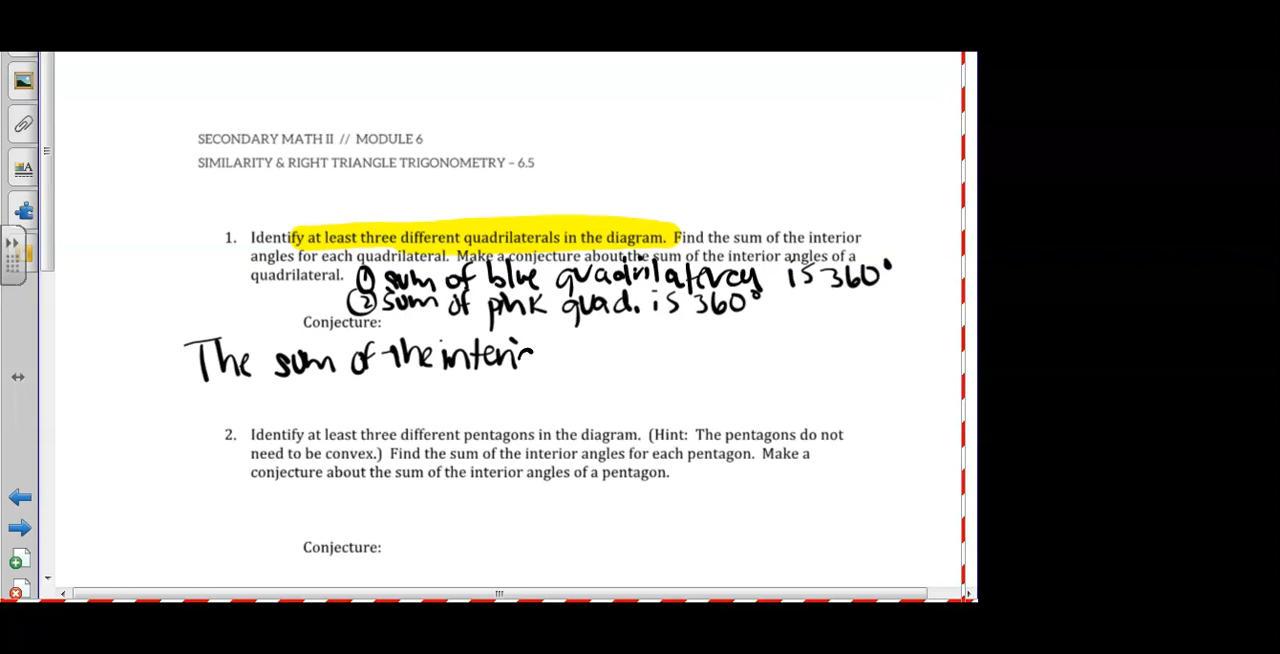 SECONDARY MATH II // MODULE 6
SIMILARITY & RIGHT TRIANGLE TRIGONOMETRY – 6.5
1. Identify at least three different quadrilaterals in the diagram. Find the sum of the interior
angles for each quadrilateral. Make a conjecture about the sum of the interior angles of a
quadrilateral.
① sum of blue quadrilateral is 360°
② sum of pink quad. is 360°
Conjecture:
The sum of the interio
2. Identify at least three different pentagons in the diagram. (Hint: The pentagons do not
need to be convex.) Find the sum of the interior angles for each pentagon. Make a
conjecture about the sum of the interior angles of a pentagon.
Conjecture: